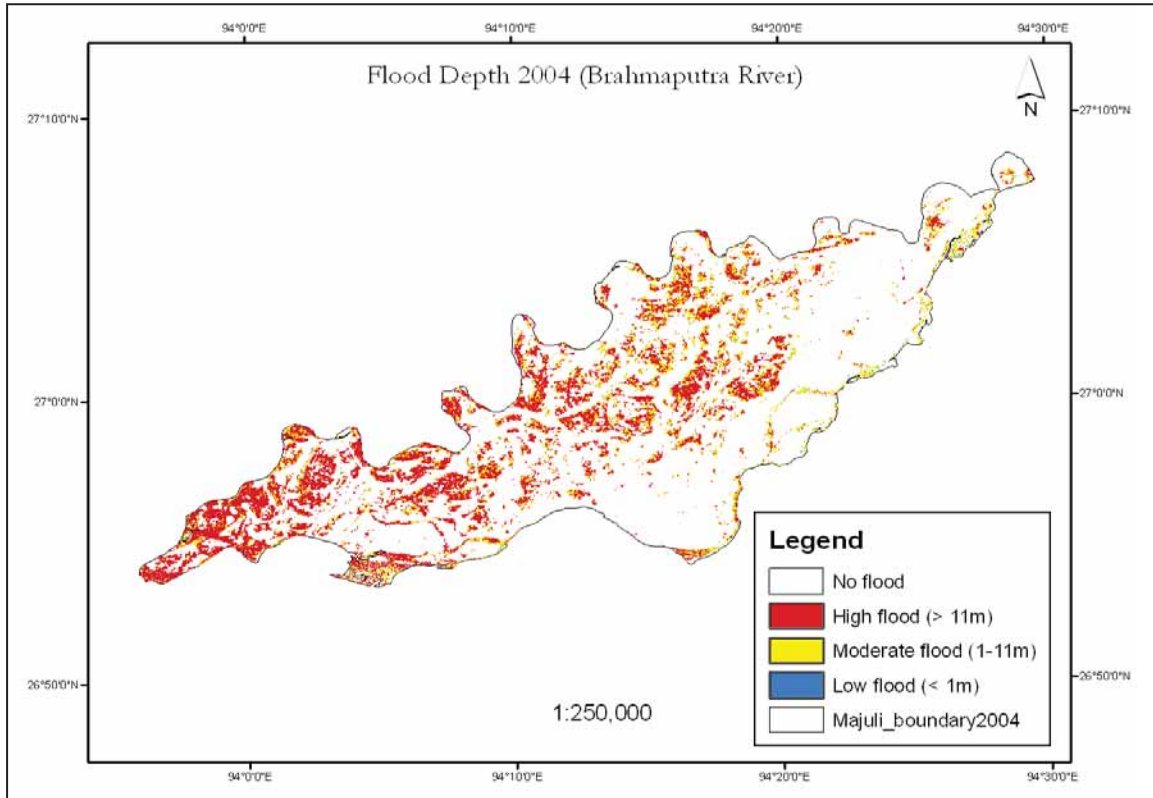 94°0'0"E 94°10'0"E 94°20'0"E 94°30'0"E
Flood Depth 2004 (Brahmaputra River)
N
27°10'0"N 27°10'0"N
27°0'0"N 27°0'0"N
26°50'0"N 26°50'0"N
1:250,000
Legend
No flood
High flood (> 11m)
Moderate flood (1-11m)
Low flood (< 1m)
Majuli_boundary2004
94°0'0"E 94°10'0"E 94°20'0"E 94°30'0"E